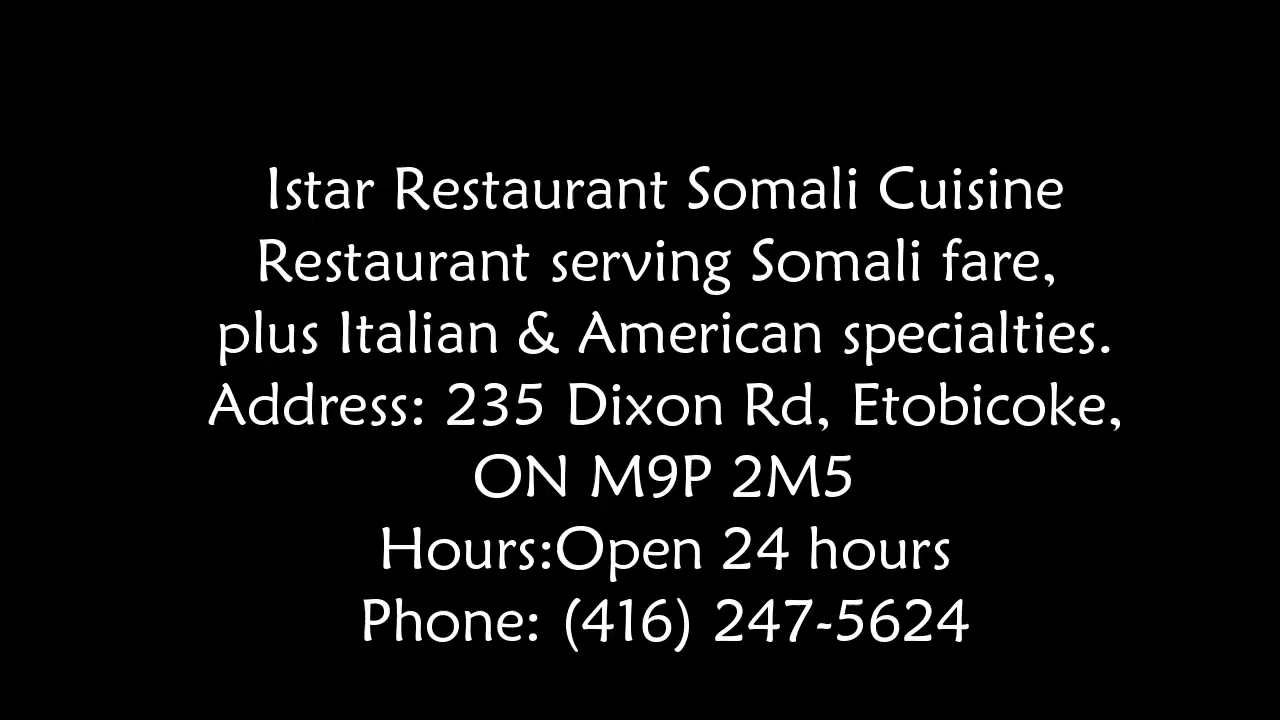 Istar Restaurant Somali Cuisine
Restaurant serving Somali fare,
plus Italian & American specialties.
Address: 235 Dixon Rd, Etobicoke,
ON M9P 2M5
Hours:Open 24 hours
Phone: (416) 247-5624